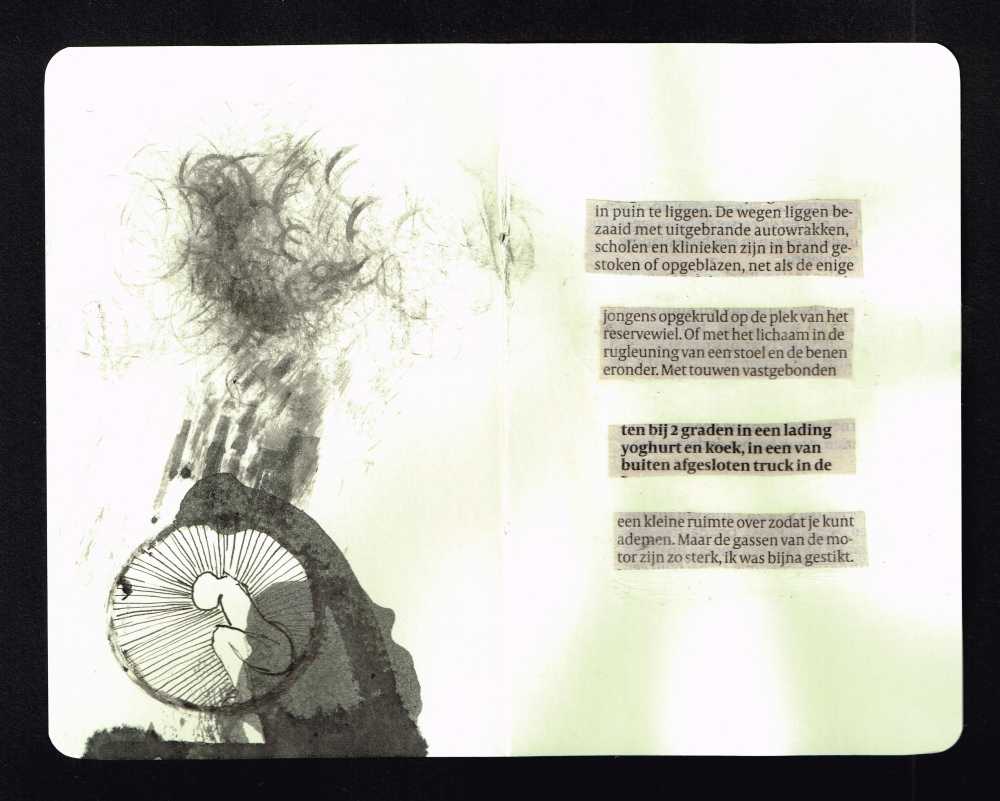 in puin te liggen. De wegen liggen be-
zaaid met uitgebrande autowrakken,
scholen en klinieken zijn in brand ge-
stoken of opgeblazen, net als de enige
jongens opgekruld op de plek van het
reservewiel. Of met het lichaam in de
rugleuning van een stoel en de benen
eronder. Met touwen vastgebonden
ten bij 2 graden in een lading
yoghurt en koek, in een van
buiten afgesloten truck in de
een kleine ruimte over zodat je kunt
ademen. Maar de gassen van de mo-
tor zijn zo sterk, ik was bijna gestikt.